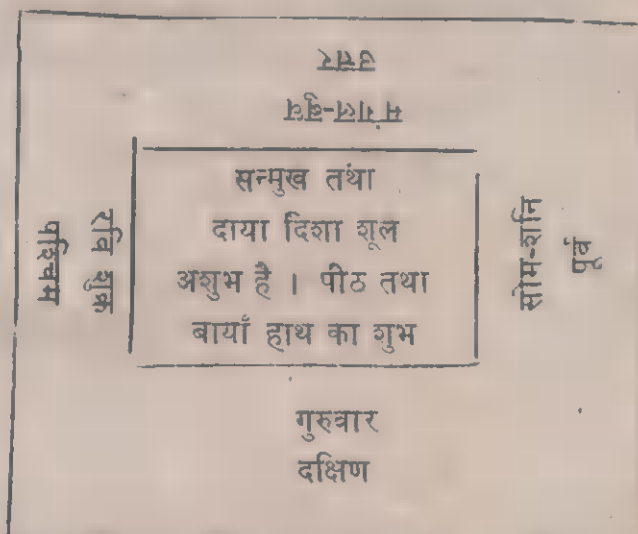 उत्तर
मंगल-बुध
रवि शुक्र
पश्चिम
सन्मुख तथा
दाया दिशा शूल
अशुभ है । पीठ तथा
बायाँ हाथ का शुभ
सोम-शनि
पूर्व
गुरुवार
दक्षिण